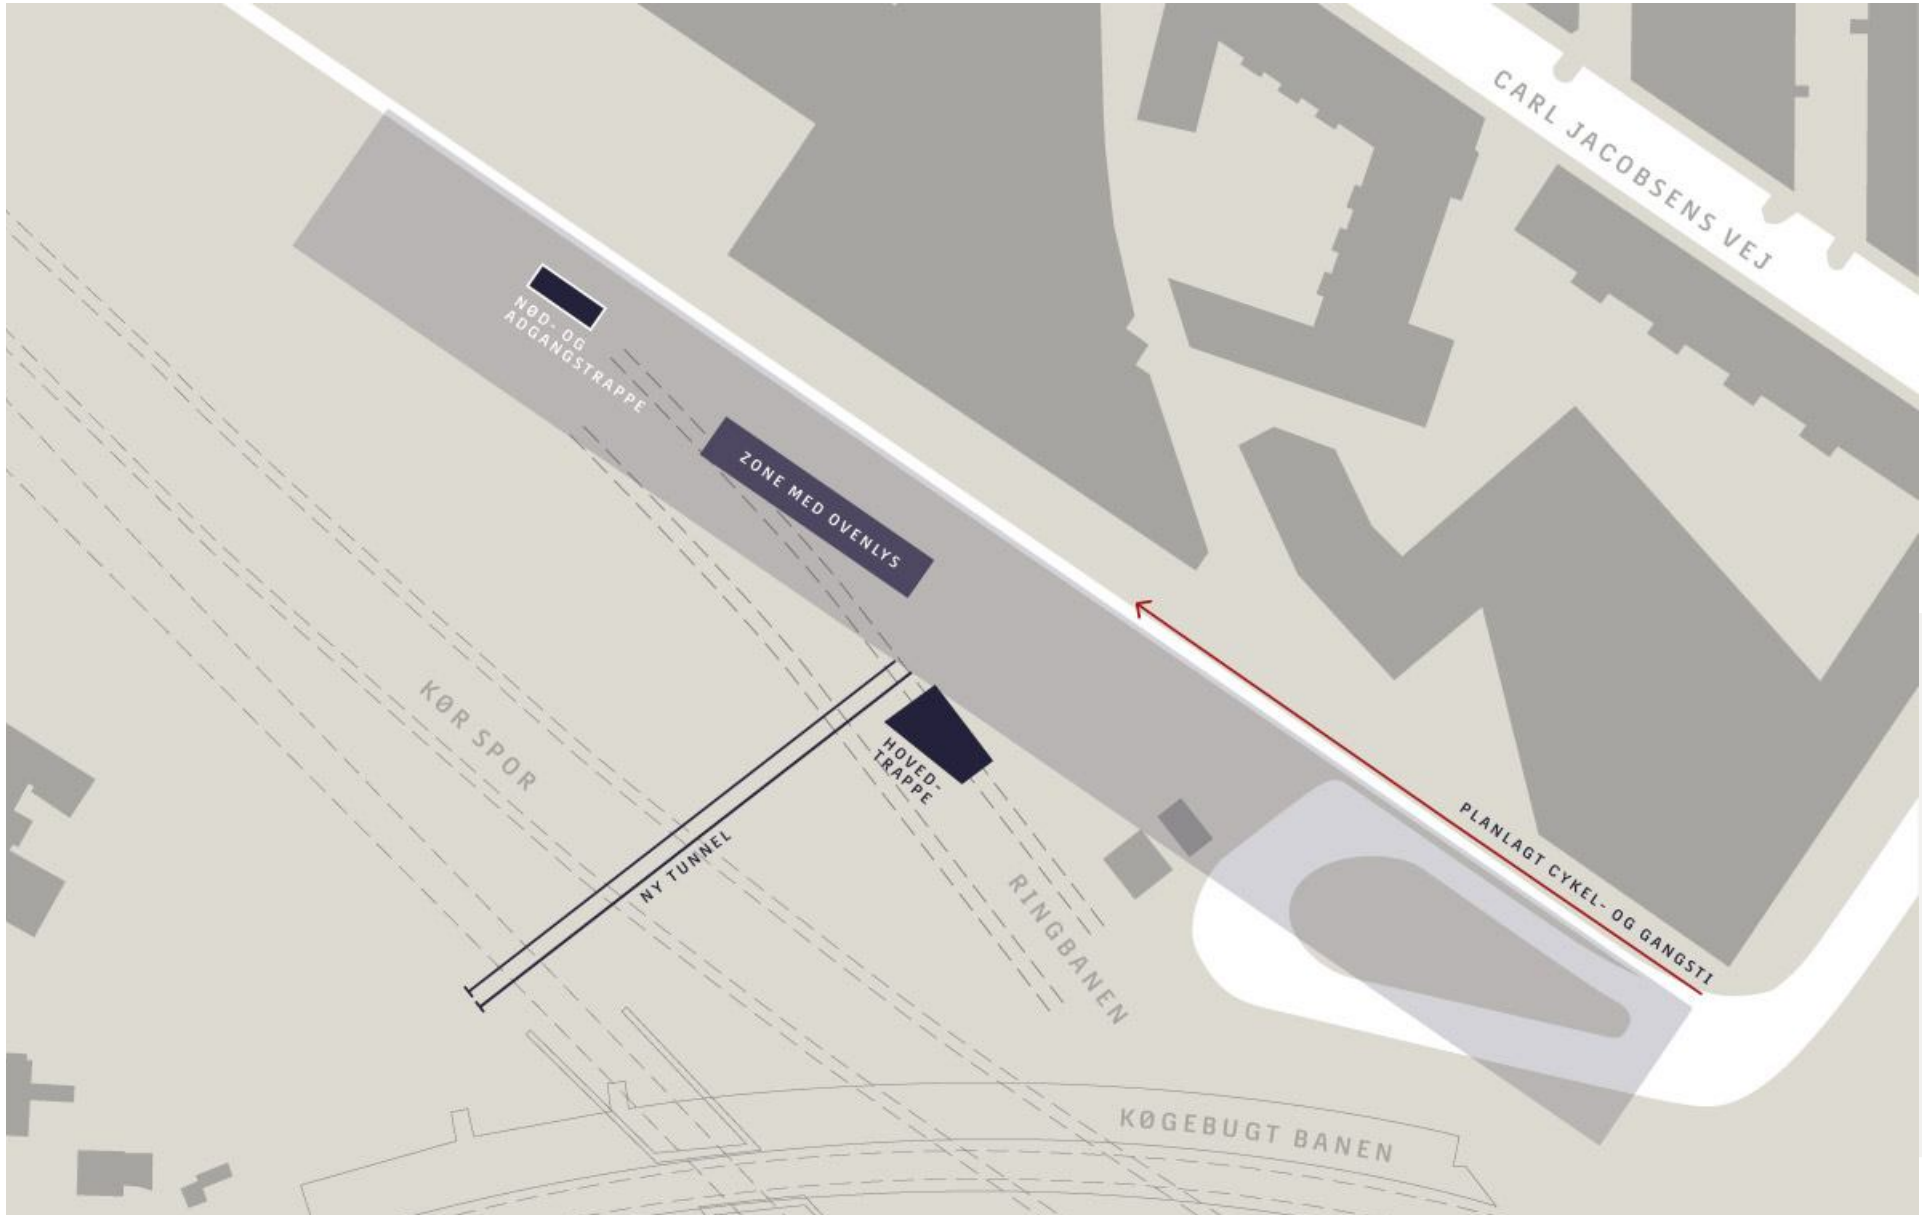 CARL JACOBSENS VEJ
NØD- OG
ADGANGSTRAPPE
ZONE MED OVENLYS
KØR SPOR
HOVED-
TRAPPE
NY TUNNEL
PLANLAGT CYKEL- OG GANGSTI
RINGBANEN
KØGEBUGT BANEN